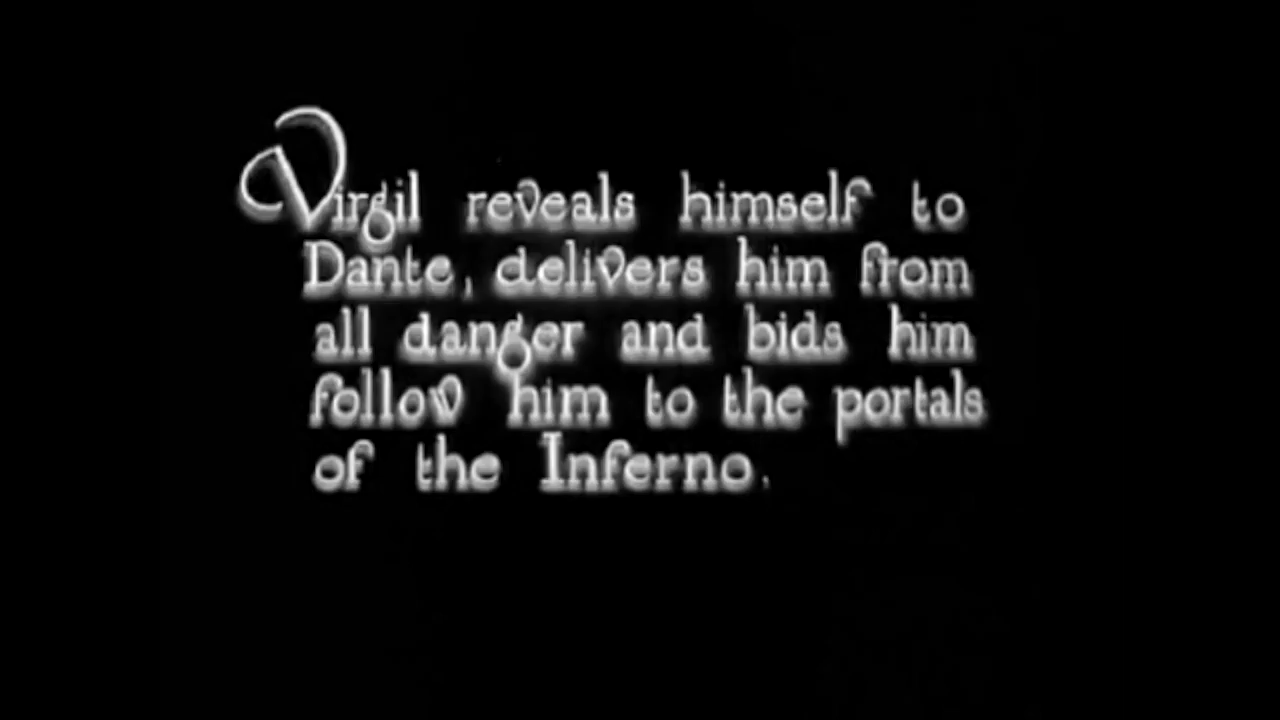 Virgil reveals himself to
Dante, delivers him from
all danger and bids him
follow him to the portals
of the Inferno.